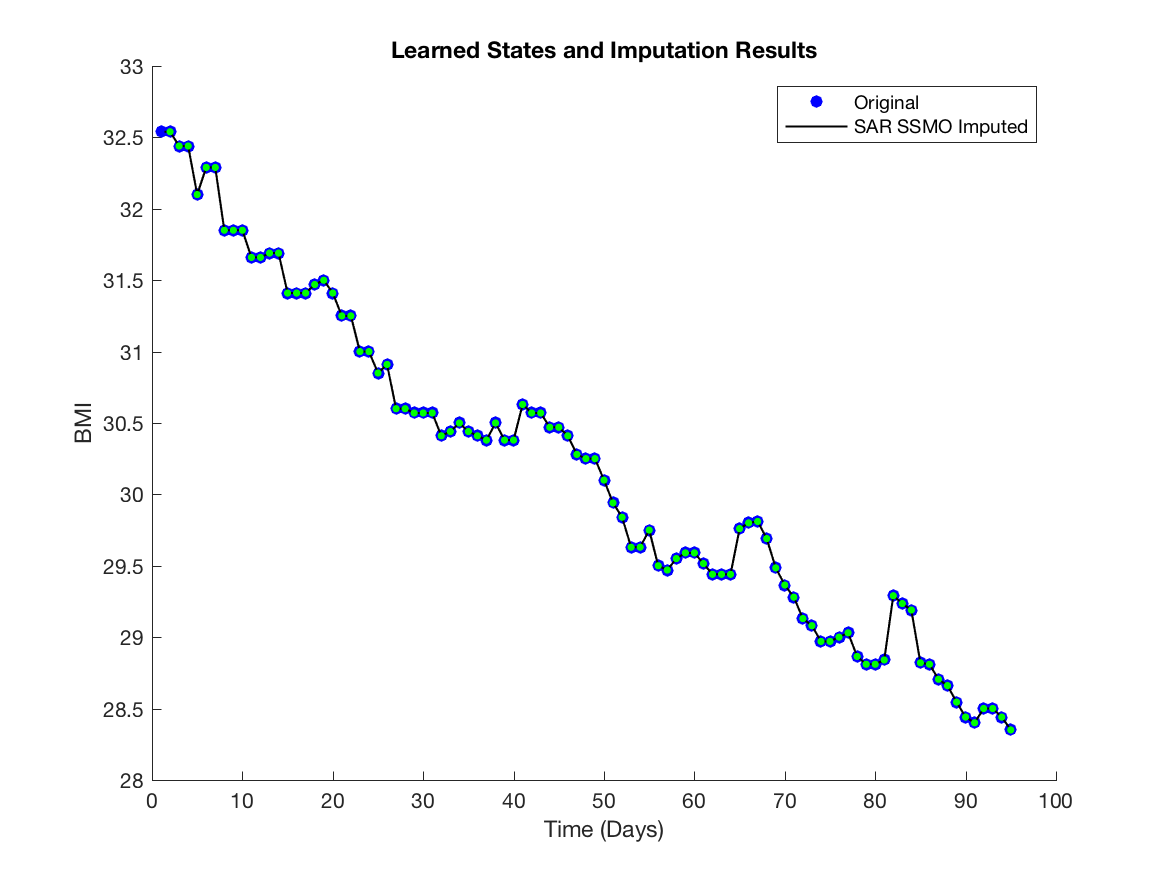 Learned States and Imputation Results
33
32.5
32
31.5
31
30.5
30
29.5
29
28.5
28
BMI
Original
SAR SSMO Imputed
0 10 20 30 40 50 60 70 80 90 100
Time (Days)